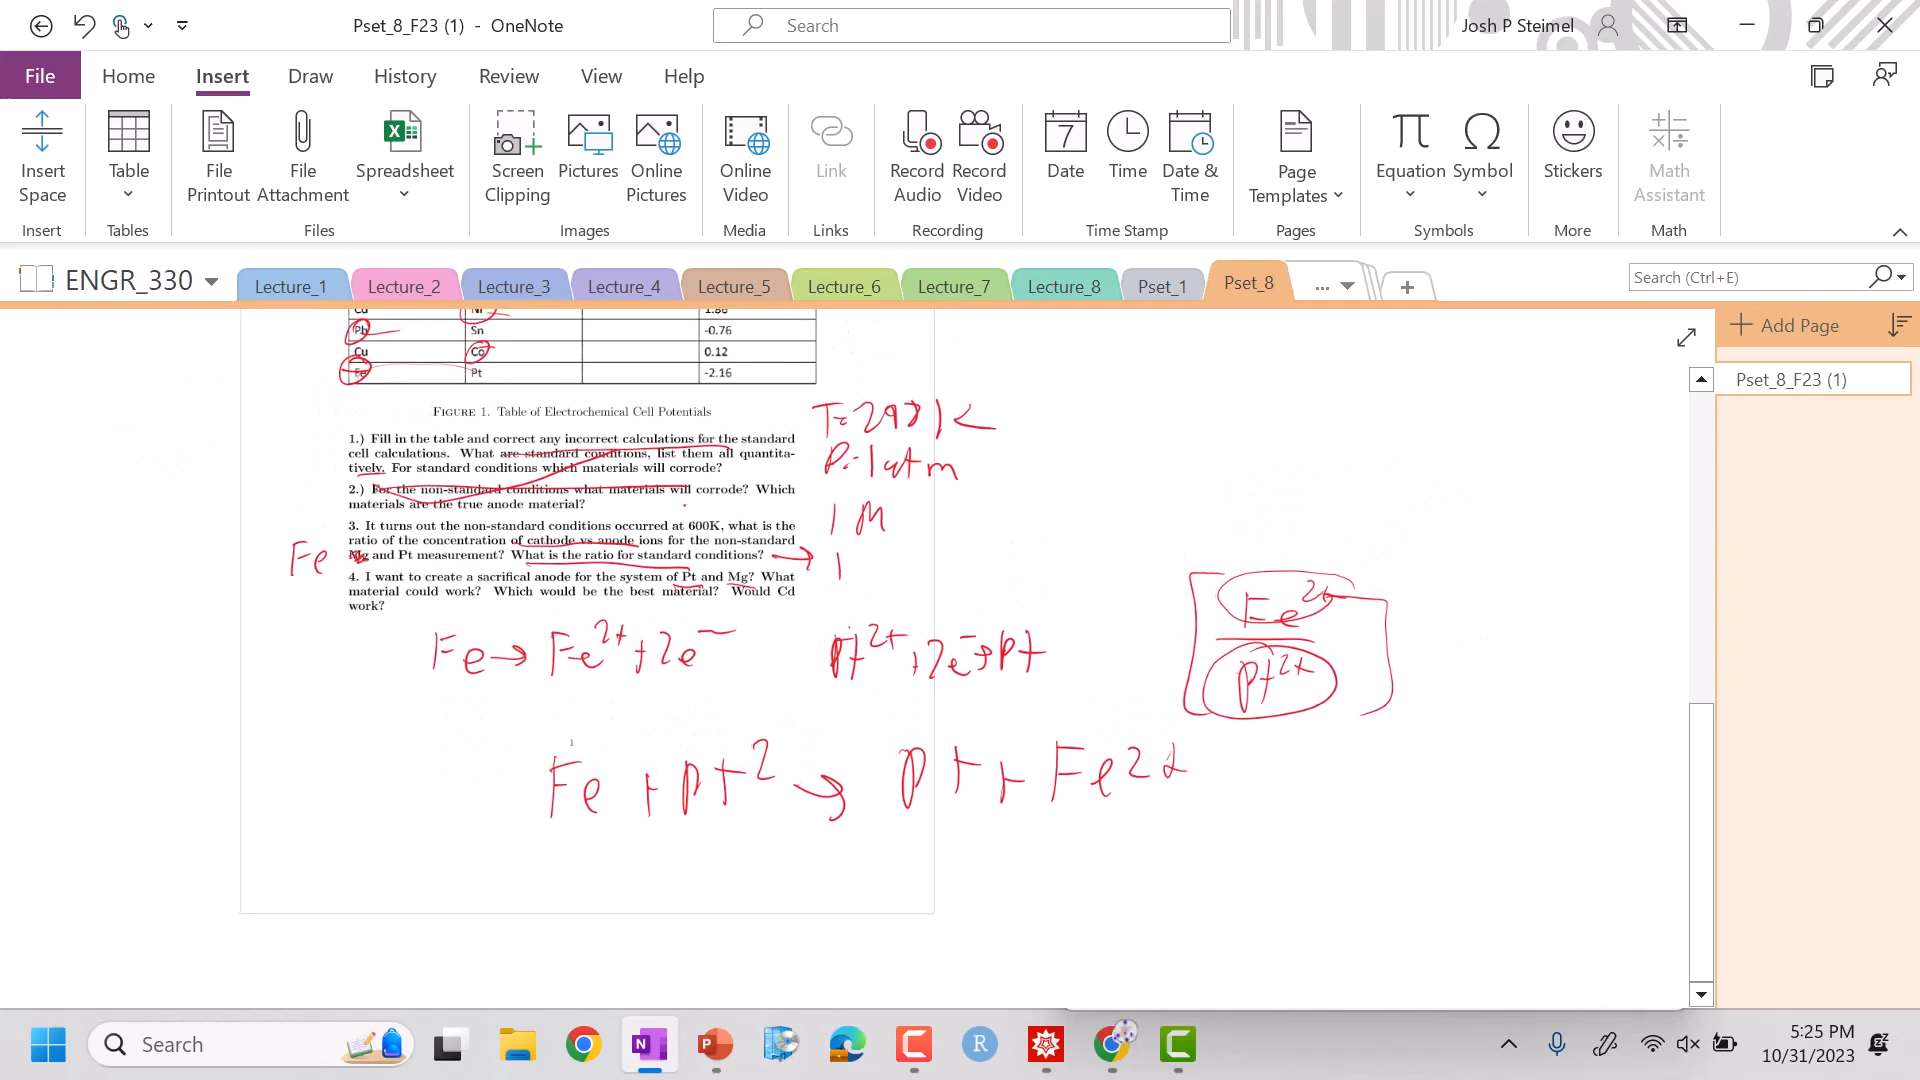 Pset_8_F23 (1) - OneNote
Search
Josh P Steimel
File Home Insert Draw History Review View Help
Insert Space
Table
File Printout
File Attachment
Spreadsheet
Screen Clipping
Pictures
Online Pictures
Online Video
Link
Record Audio
Record Video
Date
Time
Date & Time
Page Templates
Equation
Symbol
Stickers
Math Assistant
Insert Tables Files Images Media Links Recording Time Stamp Pages Symbols More Math
ENGR_330
Lecture_1 Lecture_2 Lecture_3 Lecture_4 Lecture_5 Lecture_6 Lecture_7 Lecture_8 Pset_1 Pset_8 ...
Search (Ctrl+E)
Add Page
Pset_8_F23 (1)
Cd Ni 1.86
Pb Sn -0.76
Cu Co 0.12
Fe Pt -2.16
FIGURE 1. Table of Electrochemical Cell Potentials
1.) Fill in the table and correct any incorrect calculations for the standard
cell calculations. What are standard conditions, list them all quantita-
tively. For standard conditions which materials will corrode?
2.) For the non-standard conditions what materials will corrode? Which
materials are the true anode material?
3. It turns out the non-standard conditions occurred at 600K, what is the
ratio of the concentration of cathode vs anode ions for the non-standard
Mg and Pt measurement? What is the ratio for standard conditions?
4. I want to create a sacrifical anode for the system of Pt and Mg? What
material could work? Which would be the best material? Would Cd
work?
T=298K
P=1atm
1 M
1
Fe
Fe → Fe2+ + 2e−
Pt2+ + 2e− → Pt
Fe2+
Pt2+
1
Fe + Pt2 → Pt + Fe2+
Search
5:25 PM
10/31/2023